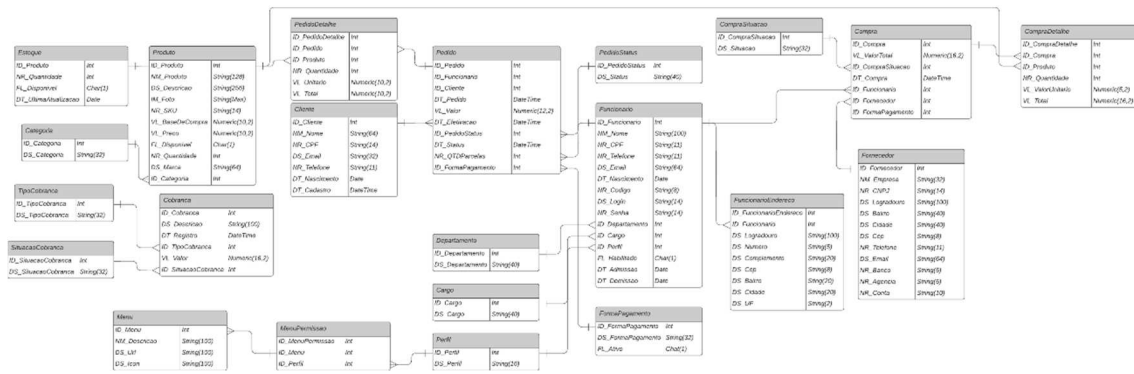 Estoque
ID_Produto Int
NR_Quantidade Int
FL_Disponivel Char(1)
DT_UltimaAtualizacao Date
Produto
ID_Produto Int
NM_Produto String(128)
DS_Descricao String(256)
IM_Foto String(Max)
NR_SKU String(14)
VL_BaseDeCompra Numeric(10,2)
VL_Preco Numeric(10,2)
FL_Disponivel Char(1)
NR_Quantidade Int
DS_Marca String(64)
ID_Categoria Int
Categoria
ID_Categoria Int
DS_Categoria String(32)
TipoCobranca
ID_TipoCobranca Int
DS_TipoCobranca String(32)
SituacaoCobranca
ID_SituacaoCobranca Int
DS_SituacaoCobranca String(32)
Cobranca
ID_Cobranca Int
DS_Descricao String(100)
DT_Registro DateTime
ID_TipoCobranca Int
VL_Valor Numeric(16,2)
ID_SituacaoCobranca Int
Menu
ID_Menu Int
NM_Descricao String(100)
DS_Url String(100)
DS_Icon String(100)
MenuPermissao
ID_MenuPermissao Int
ID_Menu Int
ID_Perfil Int
PedidoDetalhe
ID_PedidoDetalhe Int
ID_Pedido Int
ID_Produto Int
NR_Quantidade Int
VL_Unitario Numeric(10,2)
VL_Total Numeric(10,2)
Cliente
ID_Cliente Int
NM_Nome String(64)
NR_CPF String(14)
DS_Email String(32)
NR_Telefone String(11)
DT_Nascimento Date
DT_Cadastro DateTime
Pedido
ID_Pedido Int
ID_Funcionario Int
ID_Cliente Int
DT_Pedido DateTime
VL_Valor Numeric(12,2)
DT_Efetivacao DateTime
ID_PedidoStatus Int
DT_Status DateTime
NR_QTDParcelas Int
ID_FormaPagamento Int
Departamento
ID_Departamento Int
DS_Departamento String(40)
Cargo
ID_Cargo Int
DS_Cargo String(40)
Perfil
ID_Perfil Int
DS_Perfil String(16)
PedidoStatus
ID_PedidoStatus Int
DS_Status String(40)
Funcionario
ID_Funcionario Int
NM_Nome String(100)
NR_CPF String(11)
NR_Telefone String(11)
DS_Email String(64)
DT_Nascimento Date
NR_Codigo String(8)
DS_Login String(14)
NR_Senha String(14)
ID_Departamento Int
ID_Cargo Int
ID_Perfil Int
FL_Habilitado Char(1)
DT_Admissao Date
DT_Demissao Date
FormaPagamento
ID_FormaPagamento Int
DS_FormaPagamento String(32)
FL_Ativo Char(1)
CompraSituacao
ID_CompraSituacao Int
DS_Situacao String(32)
FuncionarioEndereco
ID_FuncionarioEndereco Int
ID_Funcionario Int
DS_Logradouro String(100)
DS_Numero String(5)
DS_Complemento String(20)
DS_Cep String(8)
DS_Bairro String(20)
DS_Cidade String(20)
DS_UF String(2)
Compra
ID_Compra Int
VL_ValorTotal Numeric(16,2)
ID_CompraSituacao Int
DT_Compra DateTime
ID_Funcionario Int
ID_Fornecedor Int
ID_FormaPagamento Int
Fornecedor
ID_Fornecedor Int
NM_Empresa String(32)
NR_CNPJ String(14)
DS_Logradouro String(100)
DS_Bairro String(40)
DS_Cidade String(40)
DS_Cep String(8)
NR_Telefone String(11)
DS_Email String(64)
NR_Banco
NR_Agencia
NR_Conta String(10)
CompraDetalhe
ID_CompraDetalhe Int
ID_Compra Int
ID_Produto Int
NR_Quantidade Int
VL_ValorUnitario
VL_Total Numeric(16,2)